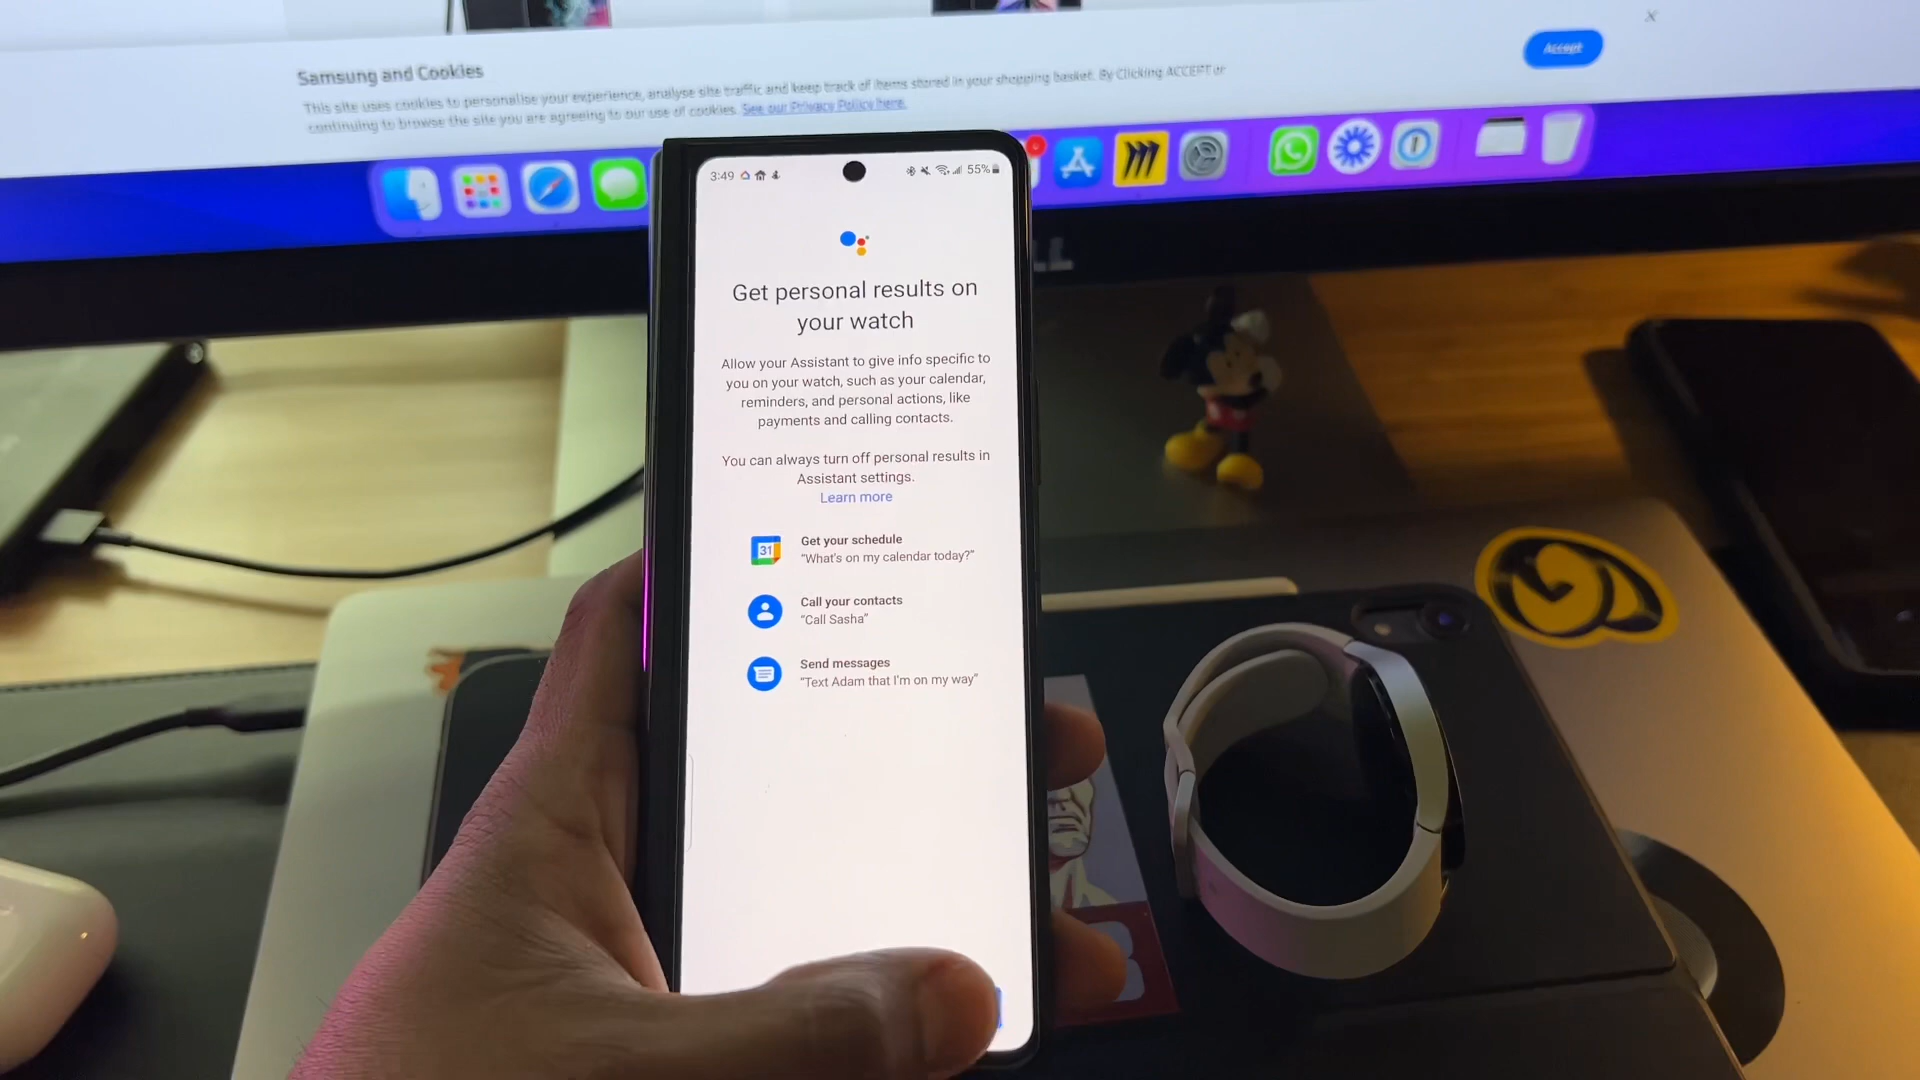 Samsung and Cookies
This site uses cookies to personalise your experience, analyse site traffic and keep track of items stored in your shopping basket. By Clicking ACCEPT or
continuing to browse the site you are agreeing to our use of cookies. See our Privacy Policy here.
Accept
X
3:49
55%
Get personal results on
your watch
Allow your Assistant to give info specific to
you on your watch, such as your calendar,
reminders, and personal actions, like
payments and calling contacts.
You can always turn off personal results in
Assistant settings.
Learn more
31
Get your schedule
“What's on my calendar today?”
Call your contacts
“Call Sasha”
Send messages
“Text Adam that I'm on my way”